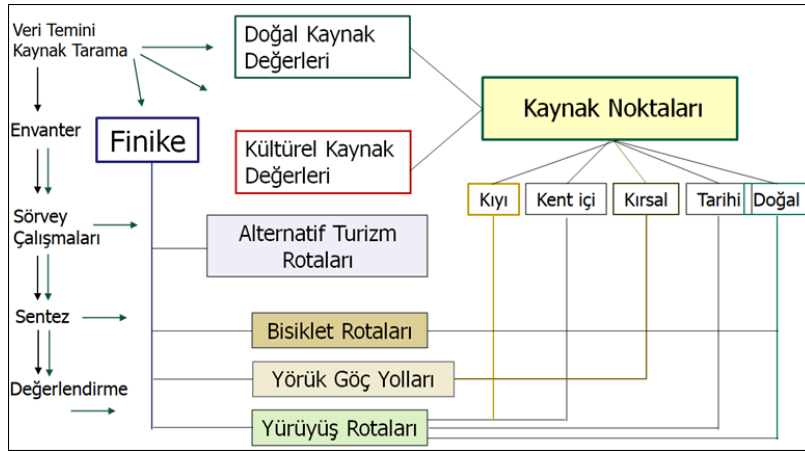 Veri Temini
Kaynak Tarama
Envanter
Sörvey
Çalışmaları
Sentez
Değerlendirme
Finike
Doğal Kaynak
Değerleri
Kültürel Kaynak
Değerleri
Alternatif Turizm
Rotaları
Bisiklet Rotaları
Yörük Göç Yolları
Yürüyüş Rotaları
Kaynak Noktaları
Kıyı
Kent içi
Kırsal
Tarihi
Doğal